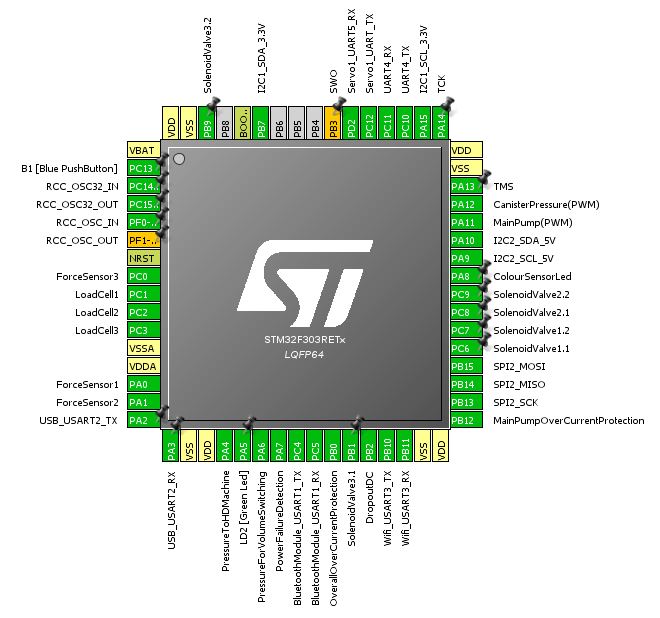 SolenoidValve3.2
I2C1_SDA_3.3V
SWO
Servo1_UART5_RX
Servo1_UART_TX
UART4_RX
UART4_TX
I2C1_SCL_3.3V
TCK
VDD
VSS
PB9
PB8
BOO..
PB7
PB6
PB5
PB4
PB3
PD2
PC12
PC11
PC10
PA15
PA14
VBAT
B1 [Blue PushButton] PC13
RCC_OSC32_IN PC14..
RCC_OSC32_OUT PC15..
RCC_OSC_IN PF0-..
RCC_OSC_OUT PF1-..
NRST
ForceSensor3 PC0
LoadCell1 PC1
LoadCell2 PC2
LoadCell3 PC3
VSSA
VDDA
ForceSensor1 PA0
ForceSensor2 PA1
USB_USART2_TX PA2
ST
STM32F303RETx
LQFP64
VDD
VSS
PA13 TMS
PA12 CanisterPressure(PWM)
PA11 MainPump(PWM)
PA10 I2C2_SDA_5V
PA9 I2C2_SCL_5V
PA8 ColourSensorLed
PC9 SolenoidValve2.2
PC8 SolenoidValve2.1
PC7 SolenoidValve1.2
PC6 SolenoidValve1.1
PB15 SPI2_MOSI
PB14 SPI2_MISO
PB13 SPI2_SCK
PB12 MainPumpOverCurrentProtection
PA3
VSS
VDD
PA4
PA5
PA6
PA7
PC4
PC5
PB0
PB1
PB2
PB10
PB11
VSS
VDD
USB_USART2_RX
PressureToHDMachine
LD2 [Green Led]
PressureForVolumeSwitching
PowerFailureDetection
BluetoothModule_USART1_TX
BluetoothModule_USART1_RX
OverallOverCurrentProtection
SolenoidValve3.1
DropoutDC
Wifi_USART3_TX
Wifi_USART3_RX